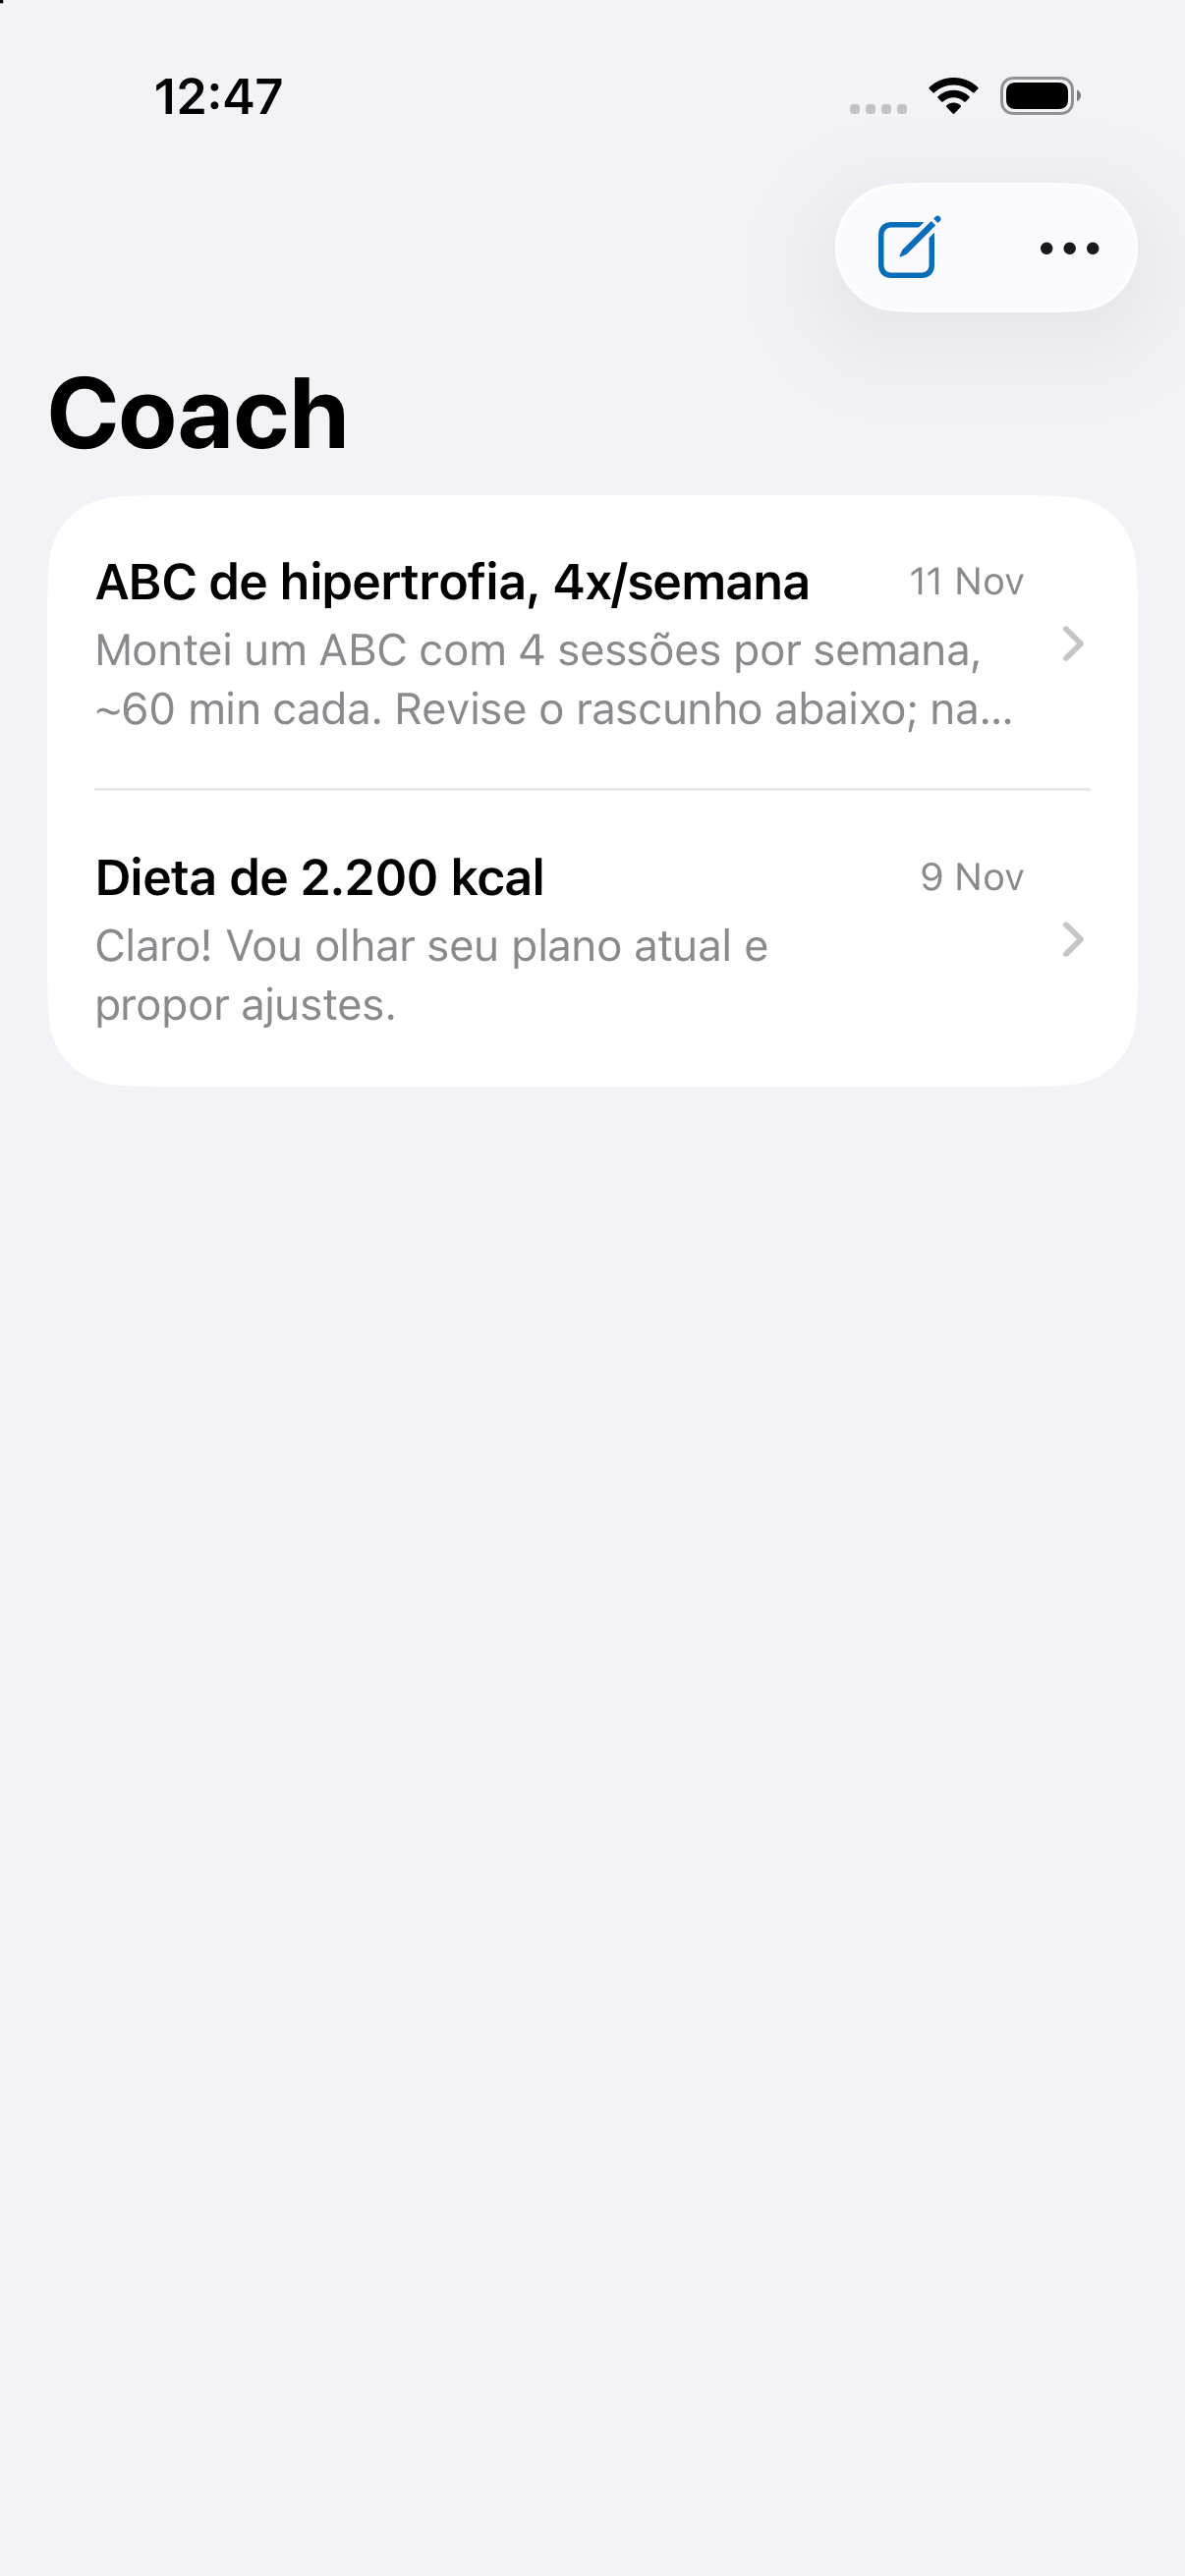 12:47
Coach
ABC de hipertrofia, 4x/semana
11 Nov
Montei um ABC com 4 sessões por semana,
~60 min cada. Revise o rascunho abaixo; na...
Dieta de 2.200 kcal
9 Nov
Claro! Vou olhar seu plano atual e
propor ajustes.